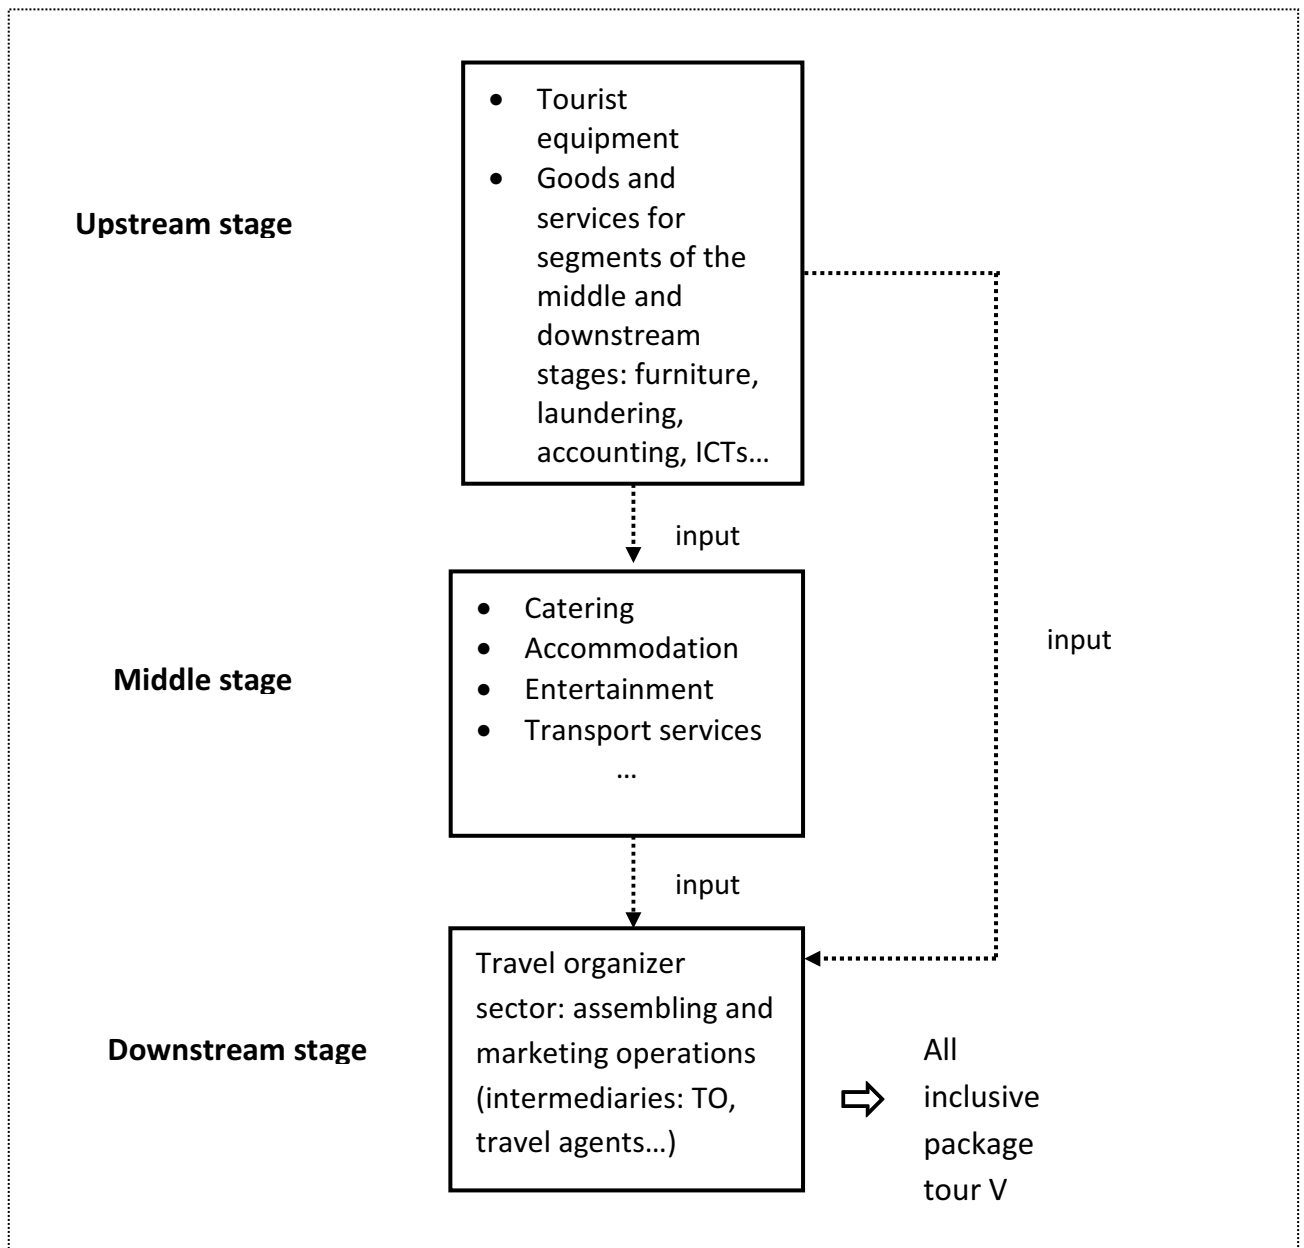 • Tourist
equipment
• Goods and
services for
segments of the
middle and
downstream
stages: furniture,
laundering,
accounting, ICTs…
Upstream stage
input
• Catering
• Accommodation
• Entertainment
• Transport services
…
Middle stage
input
input
Travel organizer
sector: assembling and
marketing operations
(intermediaries: TO,
travel agents…)
Downstream stage
All
inclusive
package
tour V